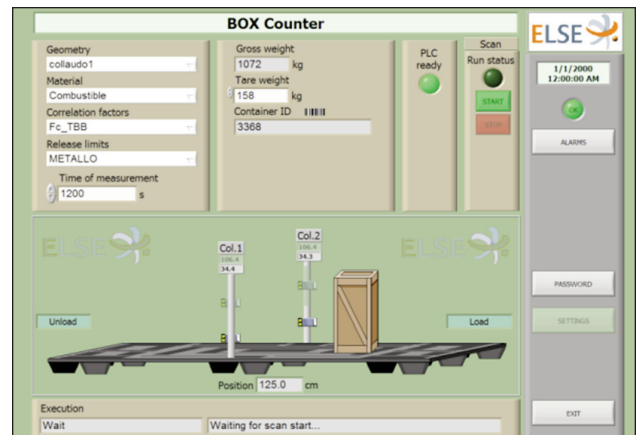 BOX Counter
ELSE
Geometry
collaudo1
Material
Combustible
Correlation factors
Fc_TBB
Release limits
METALLO
Time of measurement
1200 s
Gross weight
1072 kg
Tare weight
158 kg
Container ID
3368
PLC
ready
Scan
Run status
START
STOP
1/1/2000
12:00:00 AM
OK
ALARMS
PASSWORD
SETTINGS
EXIT
ELSE
ELSE
Col.1
106.4
34.4
Col.2
106.4
34.3
Unload
Load
Position 125.0 cm
Execution
Wait
Waiting for scan start...